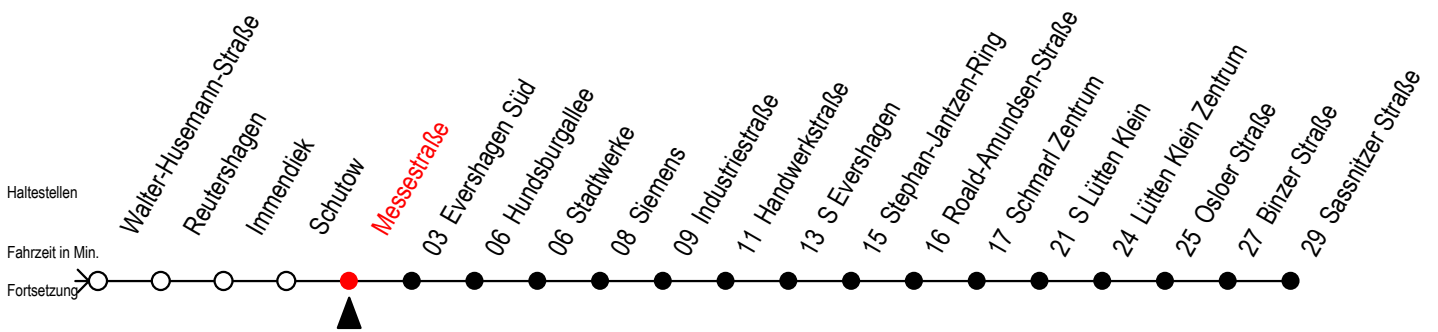 Haltestellen
Fahrzeit in Min.
Fortsetzung
Walter-Husemann-Straße
Reutershagen
Immendiek
Schutow
Messestraße
03 Evershagen Süd
06 Hundsburgallee
06 Stadtwerke
08 Siemens
09 Industriestraße
11 Handwerkstraße
13 S Evershagen
15 Stephan-Jantzen-Ring
16 Roald-Amundsen-Straße
17 Schmarl Zentrum
21 S Lütten Klein
24 Lütten Klein Zentrum
25 Osloer Straße
27 Binzer Straße
29 Sassnitzer Straße